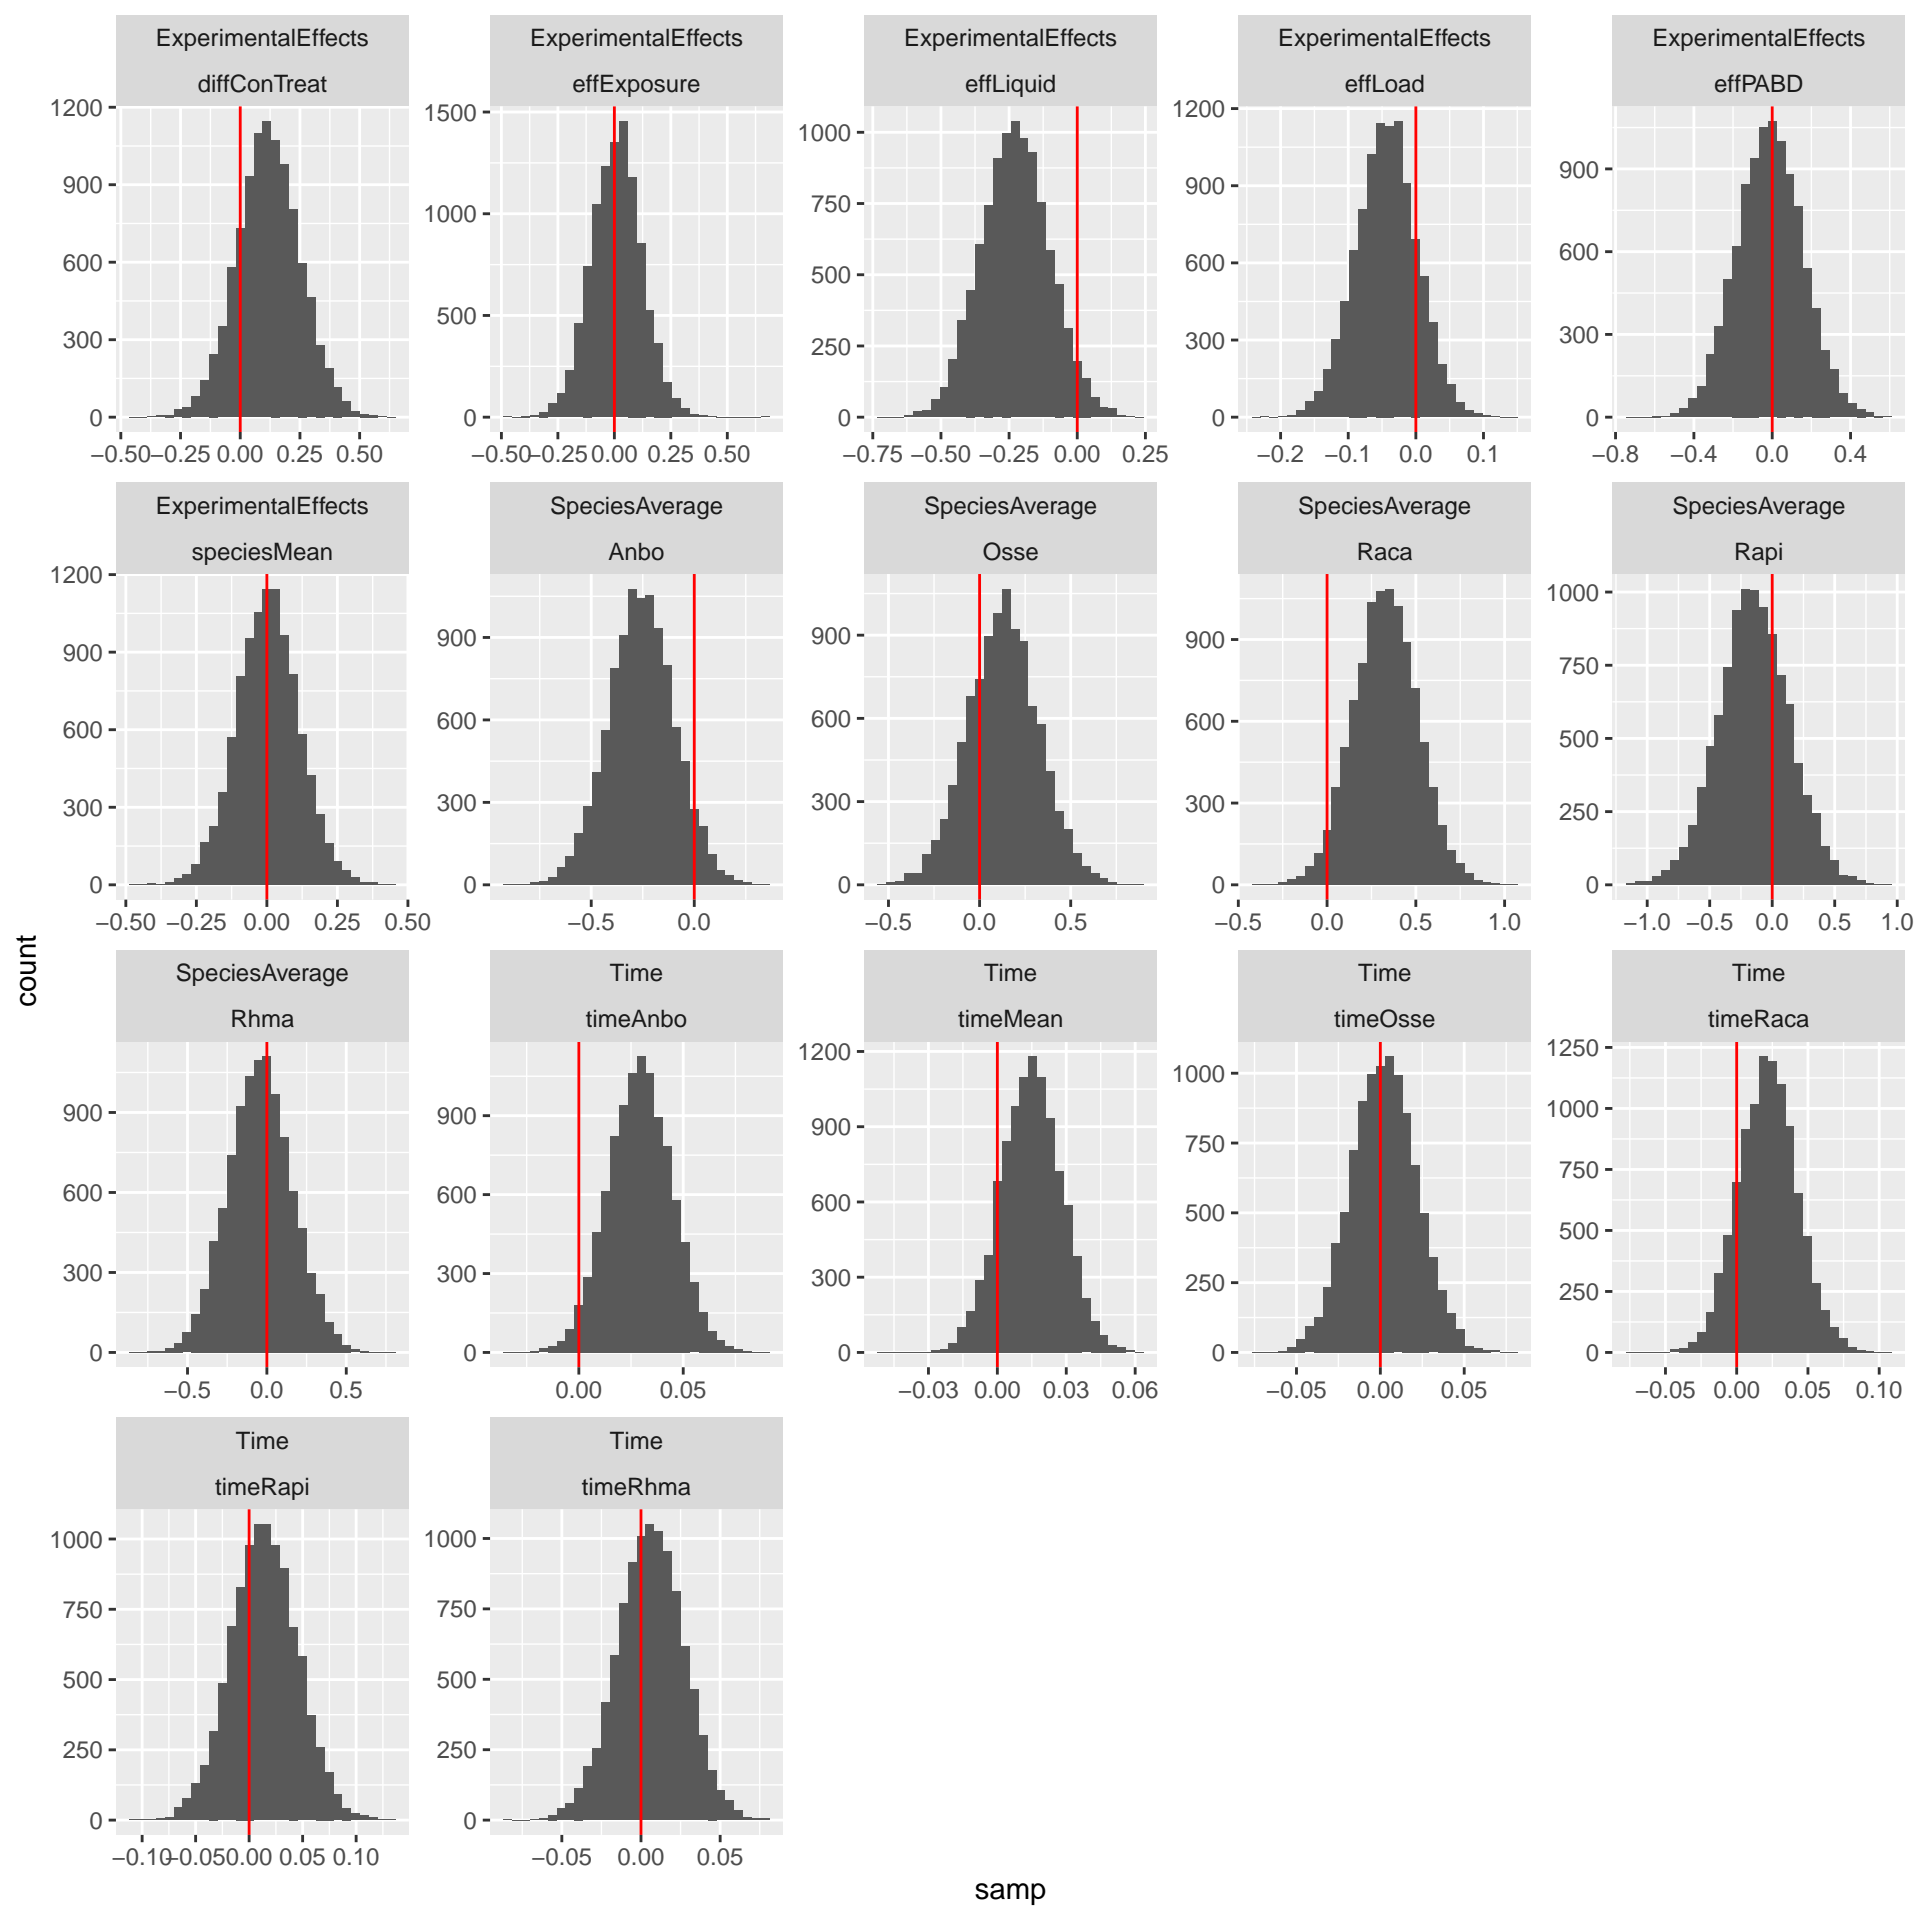 ExperimentalEffects ExperimentalEffects ExperimentalEffects ExperimentalEffects ExperimentalEffects
diffConTreat effExposure effLiquid effLoad effPABD
1200 900 600 300 0
1500 1000 500 0
1000 750 500 250 0
1200 900 600 300 0
900 600 300 0
−0.50 −0.25 0.00 0.25 0.50
−0.50 −0.25 0.00 0.25 0.50
−0.75 −0.50 −0.25 0.00 0.25
−0.2 −0.1 0.0 0.1
−0.8 −0.4 0.0 0.4
ExperimentalEffects SpeciesAverage SpeciesAverage SpeciesAverage SpeciesAverage
speciesMean Anbo Osse Raca Rapi
1200 900 600 300 0
900 600 300 0
900 600 300 0
900 600 300 0
1000 750 500 250 0
−0.50 −0.25 0.00 0.25 0.50
−0.5 0.0
−0.5 0.0 0.5
−0.5 0.0 0.5 1.0
−1.0 −0.5 0.0 0.5 1.0
count
SpeciesAverage Time Time Time Time
Rhma timeAnbo timeMean timeOsse timeRaca
900 600 300 0
900 600 300 0
1200 900 600 300 0
1000 750 500 250 0
1250 1000 750 500 250 0
−0.5 0.0 0.5
0.00 0.05
−0.03 0.00 0.03 0.06
−0.05 0.00 0.05
−0.05 0.00 0.05 0.10
Time Time
timeRapi timeRhma
1000 750 500 250 0
1000 750 500 250 0
−0.10 −0.05 0.00 0.05 0.10
−0.05 0.00 0.05
samp